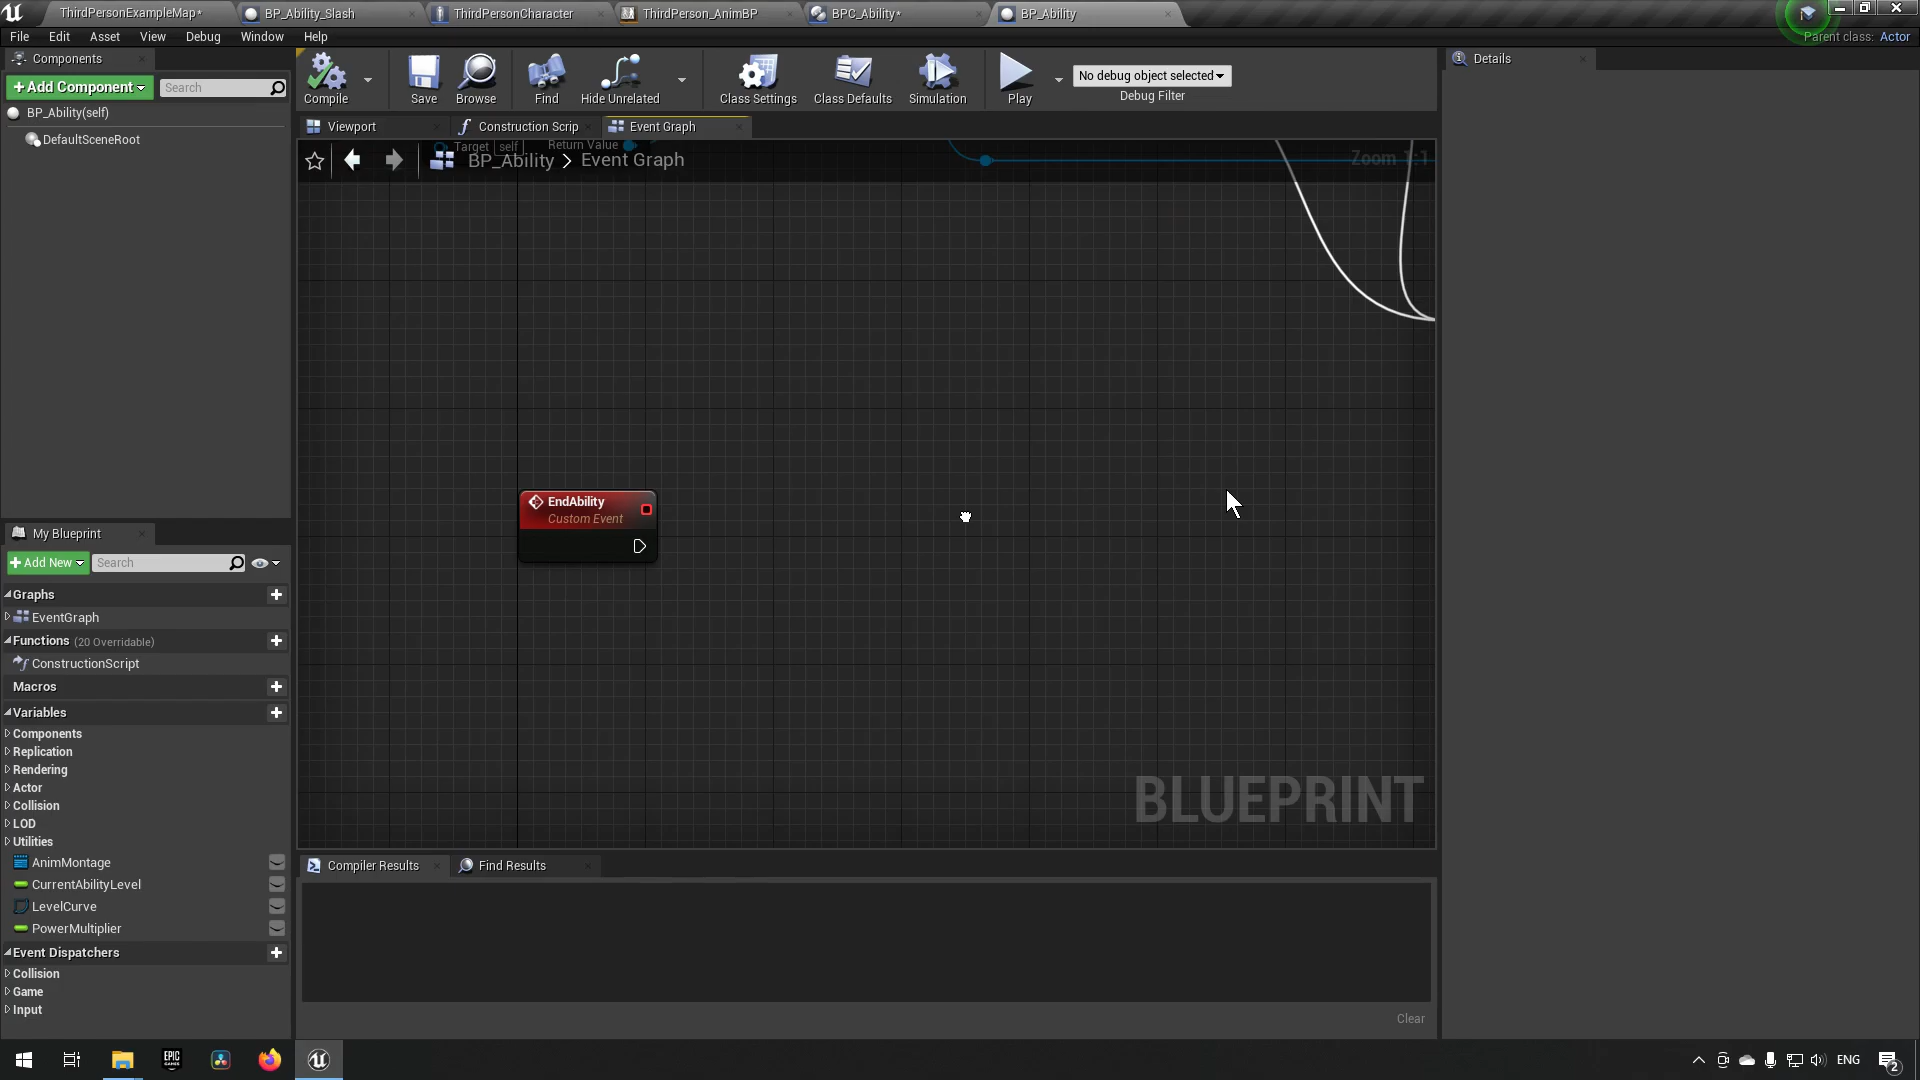 ThirdPersonExampleMap*
BP_Ability_Slash
ThirdPersonCharacter
ThirdPerson_AnimBP
BPC_Ability*
BP_Ability
File
Edit
Asset
View
Debug
Window
Help
Parent class: Actor
Components
+Add Component
Search
BP_Ability(self)
DefaultSceneRoot
Compile
Save
Browse
Find
Hide Unrelated
Class Settings
Class Defaults
Simulation
Play
No debug object selected
Debug Filter
Details
Viewport
Construction Scrip
Event Graph
Target self
Return Value
BP_Ability > Event Graph
Zoom 1:1
EndAbility
Custom Event
BLUEPRINT
My Blueprint
+Add New
Search
Graphs
EventGraph
Functions (20 Overridable)
ConstructionScript
Macros
Variables
Components
Replication
Rendering
Actor
Collision
LOD
Utilities
AnimMontage
CurrentAbilityLevel
LevelCurve
PowerMultiplier
Event Dispatchers
Collision
Game
Input
Compiler Results
Find Results
Clear
EPIC
GAMES
ENG
2